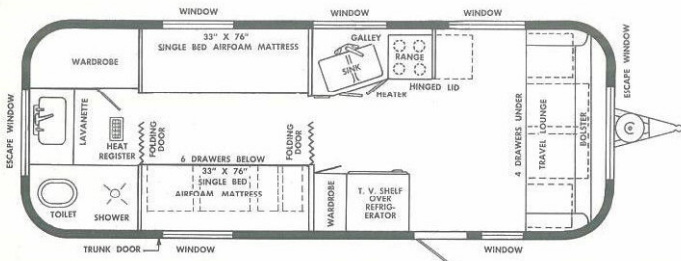 WINDOW
WINDOW
WINDOW
33" X 76"
SINGLE BED AIRFOAM MATTRESS
GALLEY
SINK
RANGE
WARDROBE
HEATER
HINGED LID
ESCAPE WINDOW
ESCAPE WINDOW
LAVANETTE
HEAT
REGISTER
FOLDING
DOOR
FOLDING
DOOR
4 DRAWERS UNDER
TRAVEL LOUNGE
BOLSTER
6 DRAWERS BELOW
33" X 76"
SINGLE BED
AIRFOAM MATTRESS
WARDROBE
T. V. SHELF
OVER
REFRIG-
ERATOR
TOILET
SHOWER
TRUNK DOOR
WINDOW
WINDOW